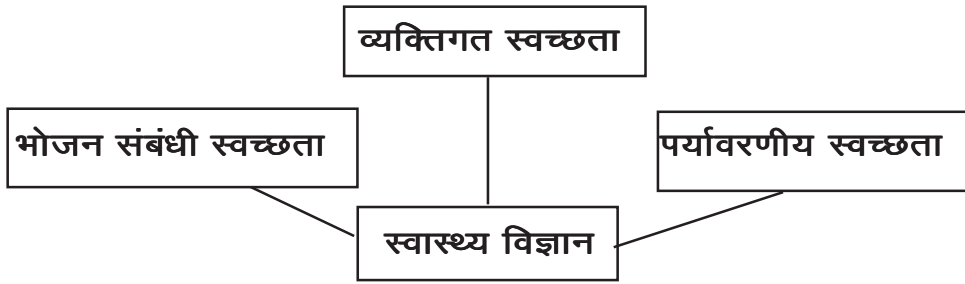 व्यक्तिगत स्वच्छता
भोजन संबंधी स्वच्छता
पर्यावरणीय स्वच्छता
स्वास्थ्य विज्ञान